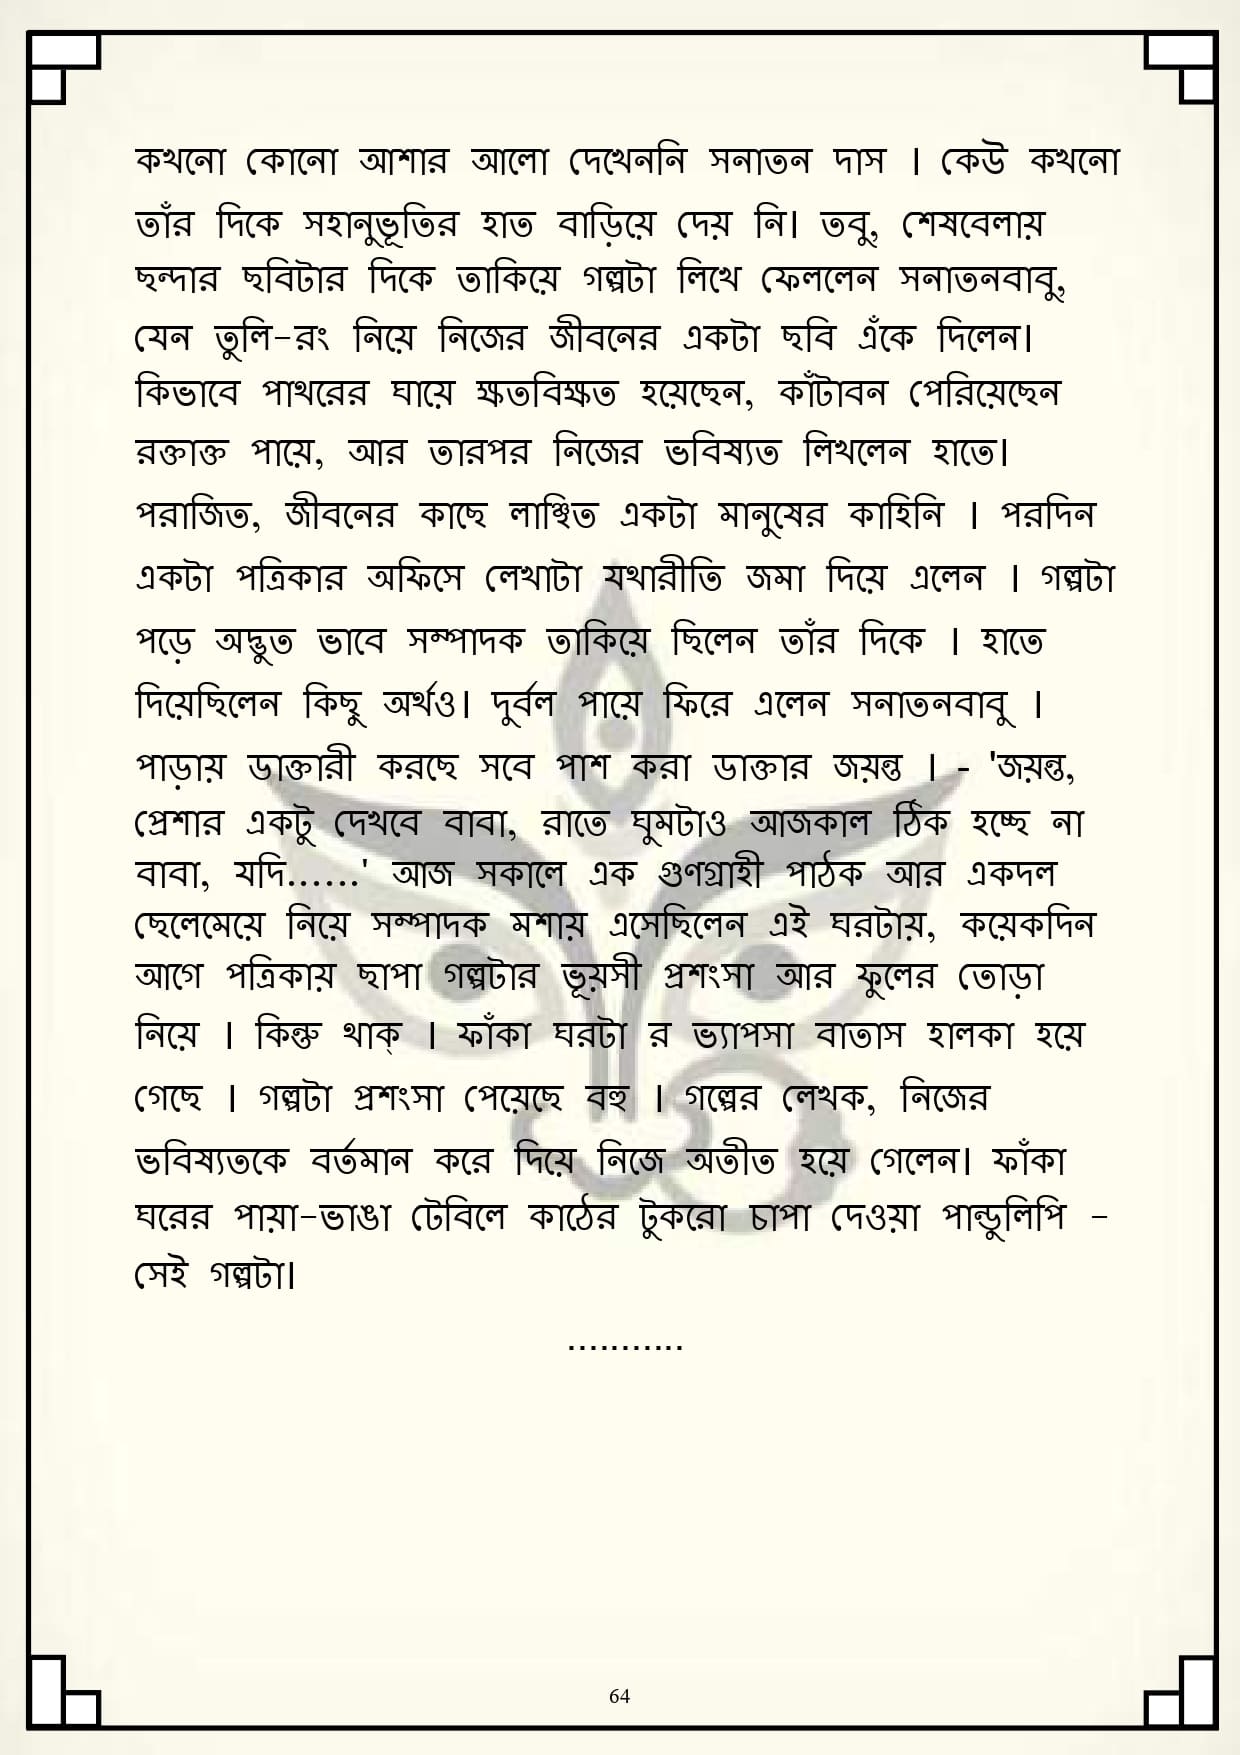 কখনো কোনো আশার আলো দেখেননি সনাতন দাস । কেউ কখনো
তাঁর দিকে সহানুভূতির হাত বাড়িয়ে দেয় নি। তবু, শেষবেলায়
ছন্দার ছবিটার দিকে তাকিয়ে গল্পটা লিখে ফেললেন সনাতনবাবু,
যেন তুলি-রং নিয়ে নিজের জীবনের একটা ছবি এঁকে দিলেন।
কিভাবে পাথরের ঘায়ে ক্ষতবিক্ষত হয়েছেন, কাঁটাবন পেরিয়েছেন
রক্তাক্ত পায়ে, আর তারপর নিজের ভবিষ্যত লিখলেন হাতে।
পরাজিত, জীবনের কাছে লাঞ্ছিত একটা মানুষের কাহিনি । পরদিন
একটা পত্রিকার অফিসে লেখাটা যথারীতি জমা দিয়ে এলেন । গল্পটা
পড়ে অদ্ভুত ভাবে সম্পাদক তাকিয়ে ছিলেন তাঁর দিকে । হাতে
দিয়েছিলেন কিছু অর্থও। দুর্বল পায়ে ফিরে এলেন সনাতনবাবু ।
পাড়ায় ডাক্তারী করছে সবে পাশ করা ডাক্তার জয়ন্ত । - 'জয়ন্ত,
প্রেশার একটু দেখবে বাবা, রাতে ঘুমটাও আজকাল ঠিক হচ্ছে না
বাবা, যদি......' আজ সকালে এক গুণগ্রাহী পাঠক আর একদল
ছেলেমেয়ে নিয়ে সম্পাদক মশায় এসেছিলেন এই ঘরটায়, কয়েকদিন
আগে পত্রিকায় ছাপা গল্পটার ভূয়সী প্রশংসা আর ফুলের তোড়া
নিয়ে । কিন্তু থাক্ । ফাঁকা ঘরটা র ভ্যাপসা বাতাস হালকা হয়ে
গেছে । গল্পটা প্রশংসা পেয়েছে বহু । গল্পের লেখক, নিজের
ভবিষ্যতকে বর্তমান করে দিয়ে নিজে অতীত হয়ে গেলেন। ফাঁকা
ঘরের পায়া-ভাঙা টেবিলে কাঠের টুকরো চাপা দেওয়া পান্ডুলিপি -
সেই গল্পটা।
...........
64